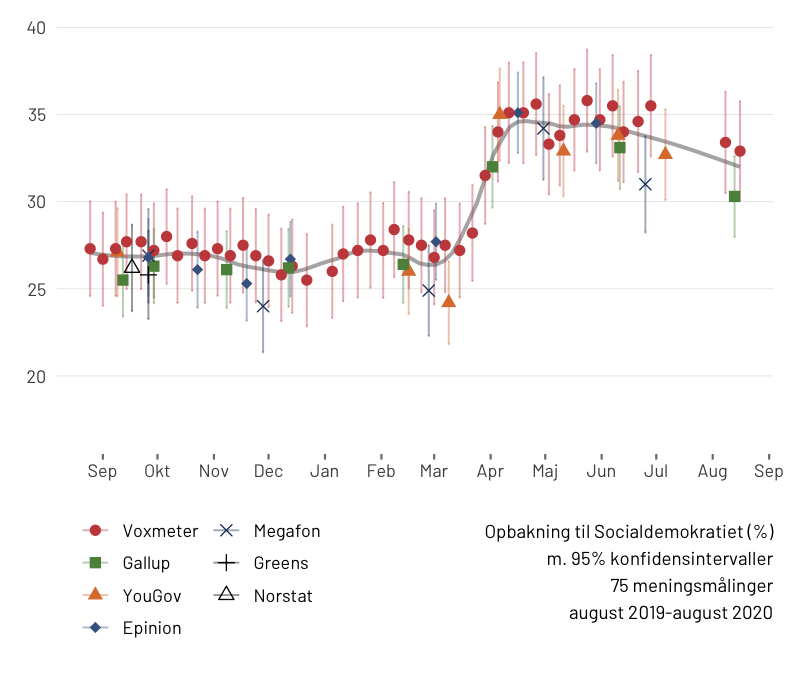 40
35
30
25
20
Sep Okt Nov Dec Jan Feb Mar Apr Maj Jun Jul Aug Sep
Voxmeter Megafon
Gallup Greens
YouGov Norstat
Epinion
Opbakning til Socialdemokratiet (%)
m. 95% konfidensintervaller
75 meningsmålinger
august 2019-august 2020